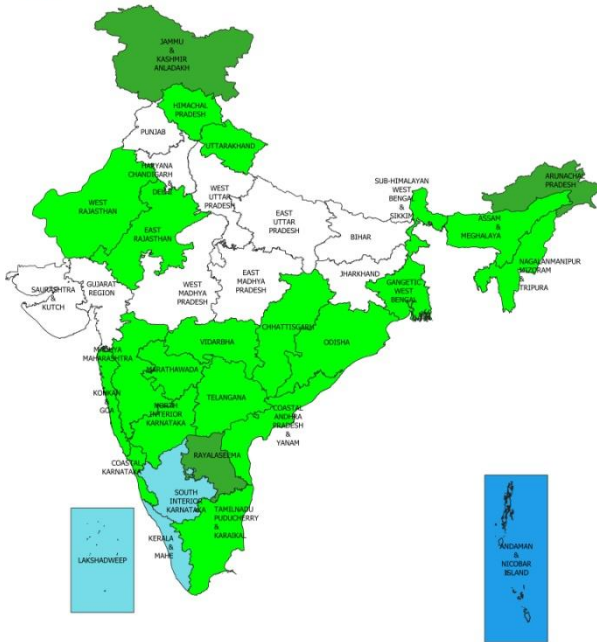 JAMMU
&
KASHMIR
ANLADAKH
HIMACHAL
PRADESH
PUNJAB
UTTARAKHAND
HARYANA
CHANDIGARH
&
DELHI
ARUNACHAL
PRADESH
WEST
RAJASTHAN
WEST
UTTAR
PRADESH
SUB-HIMALAYAN
WEST
BENGAL
&
SIKKIM
EAST
UTTAR
PRADESH
ASSAM
&
MEGHALAYA
EAST
RAJASTHAN
BIHAR
NAGALANMANIPUR
MIZORAM
&
TRIPURA
JHARKHAND
SAURASHTRA
&
KUTCH
GUJARAT
REGION
WEST
MADHYA
PRADESH
EAST
MADHYA
PRADESH
GANGETIC
WEST
BENGAL
CHHATTISGARH
VIDARBHA
ODISHA
MADHYA
MAHARASHTRA
MARATHAWADA
KONKAN
&
GOA
TELANGANA
NORTH
INTERIOR
KARNATAKA
COASTAL
ANDHRA
PRADESH
&
YANAM
RAYALASEEMA
COASTAL
KARNATAKA
SOUTH
INTERIOR
KARNATAKA
TAMILNADU
PUDUCHERRY
&
KARAIKAL
KERALA
&
MAHE
LAKSHADWEEP
ANDAMAN
&
NICOBAR
ISLAND